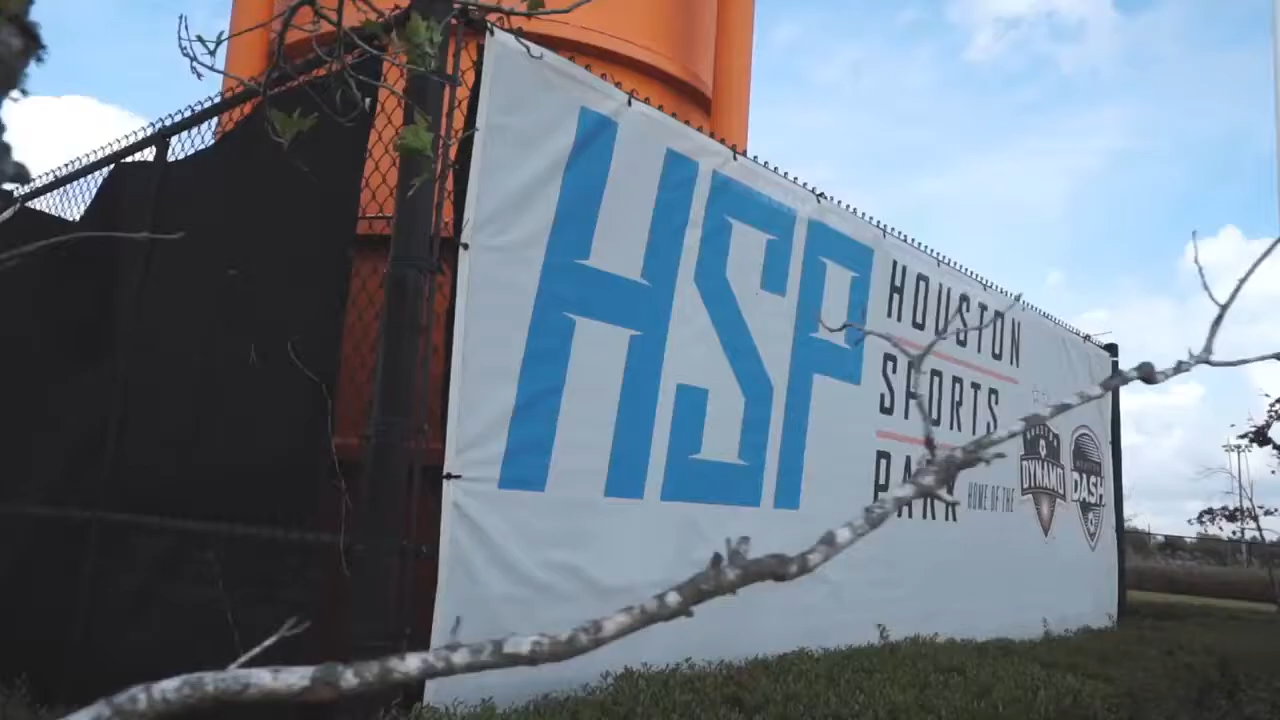 HSP
HOUSTON
SPORTS
PARK
HOME OF THE
DYNAMO
DASH